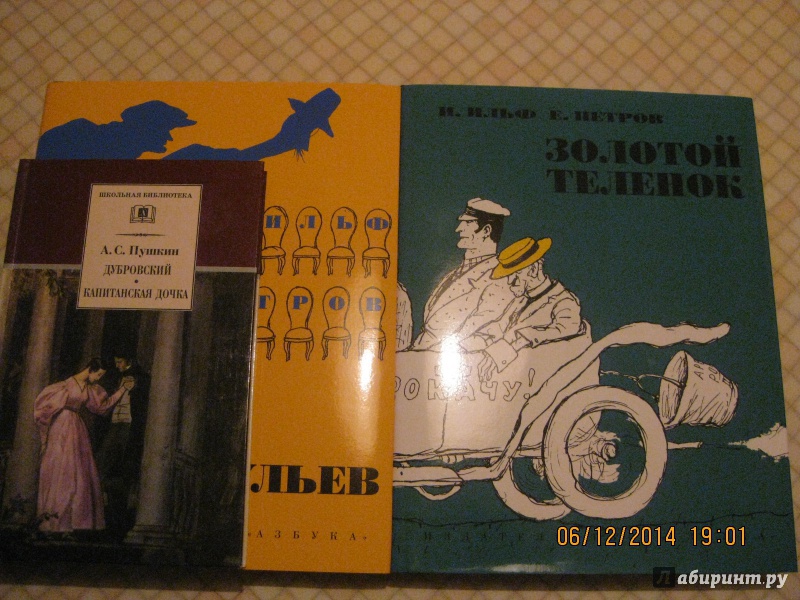 ШКОЛЬНАЯ БИБЛИОТЕКА
А.С. Пушкин
ДУБРОВСКИЙ
•
КАПИТАНСКАЯ ДОЧКА
ИЛЬФ
ТРОВ
ЛЬЕВ
«АЗБУКА»
И. ИЛЬФ Е. ПЕТРОВ
ЗОЛОТОЙ
ТЕЛЕНОК
РОКАЧУ!
06/12/2014 19:01
Лабиринт.ру